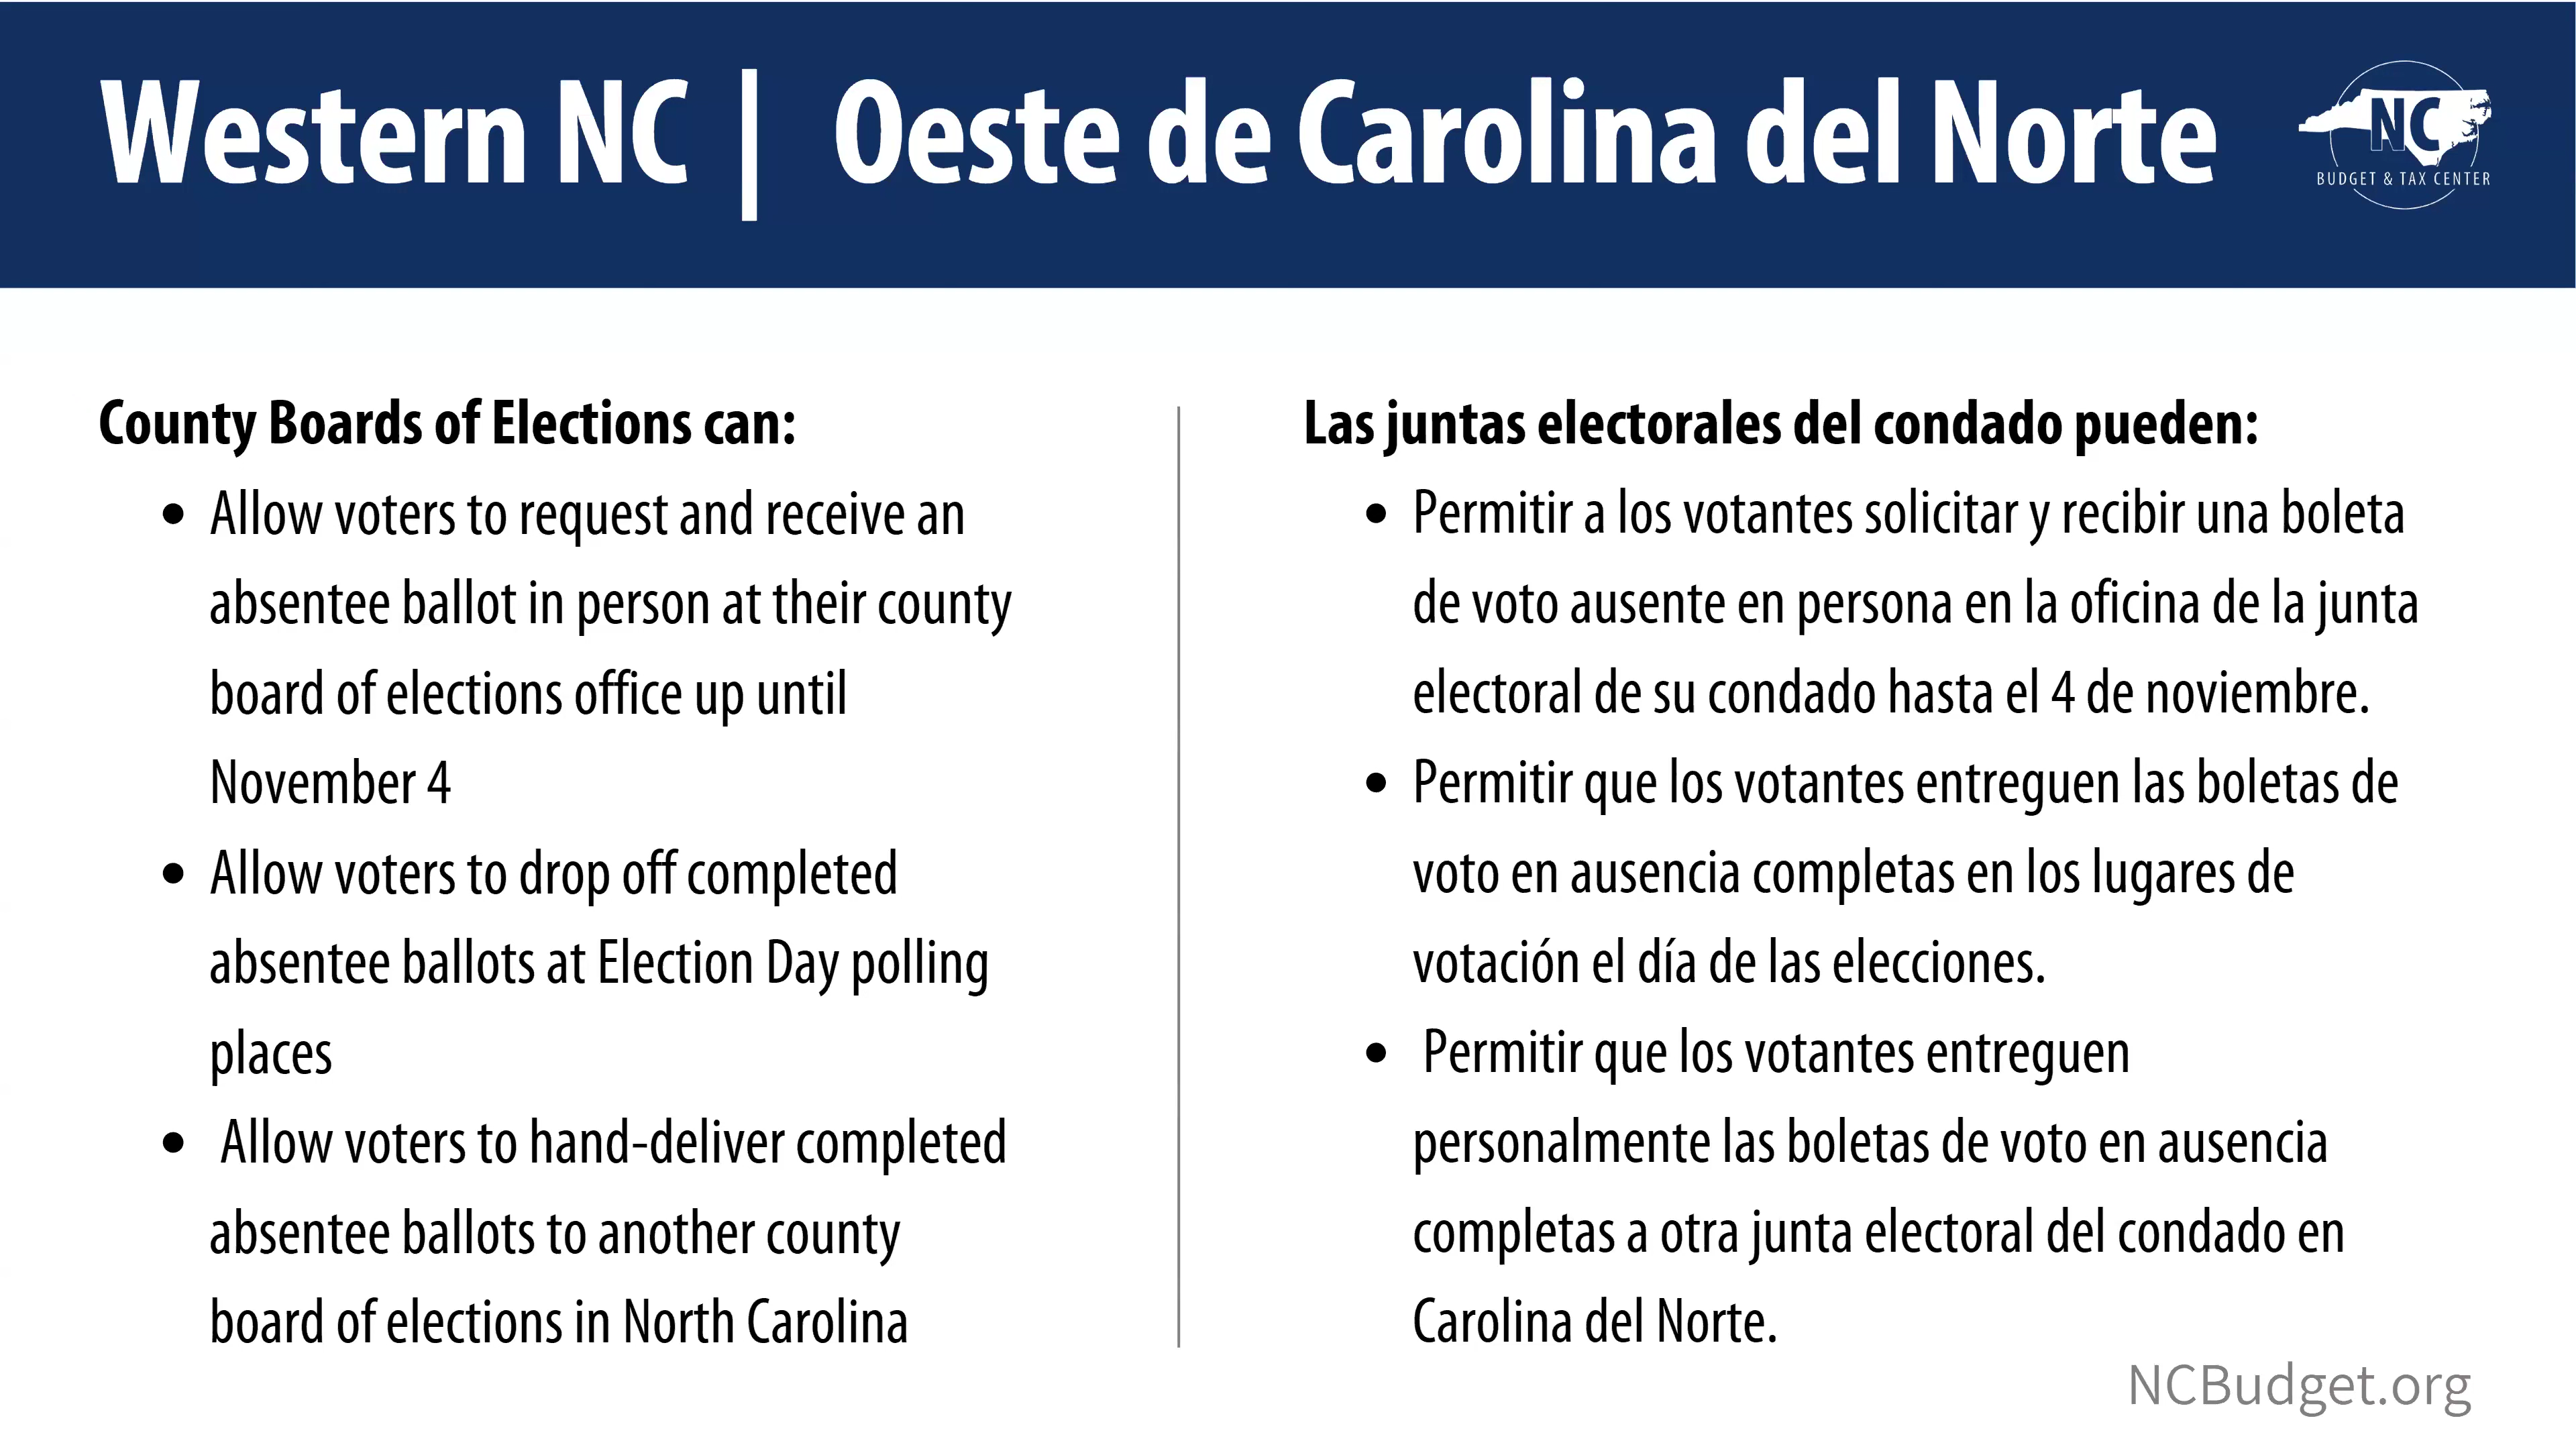 Western NC | Oeste de Carolina del Norte
NC
BUDGET & TAX CENTER
County Boards of Elections can:
• Allow voters to request and receive an
absentee ballot in person at their county
board of elections office up until
November 4
• Allow voters to drop off completed
absentee ballots at Election Day polling
places
• Allow voters to hand-deliver completed
absentee ballots to another county
board of elections in North Carolina
Las juntas electorales del condado pueden:
• Permitir a los votantes solicitar y recibir una boleta
de voto ausente en persona en la oficina de la junta
electoral de su condado hasta el 4 de noviembre.
• Permitir que los votantes entreguen las boletas de
voto en ausencia completas en los lugares de
votación el día de las elecciones.
• Permitir que los votantes entreguen
personalmente las boletas de voto en ausencia
completas a otra junta electoral del condado en
Carolina del Norte.
NCBudget.org